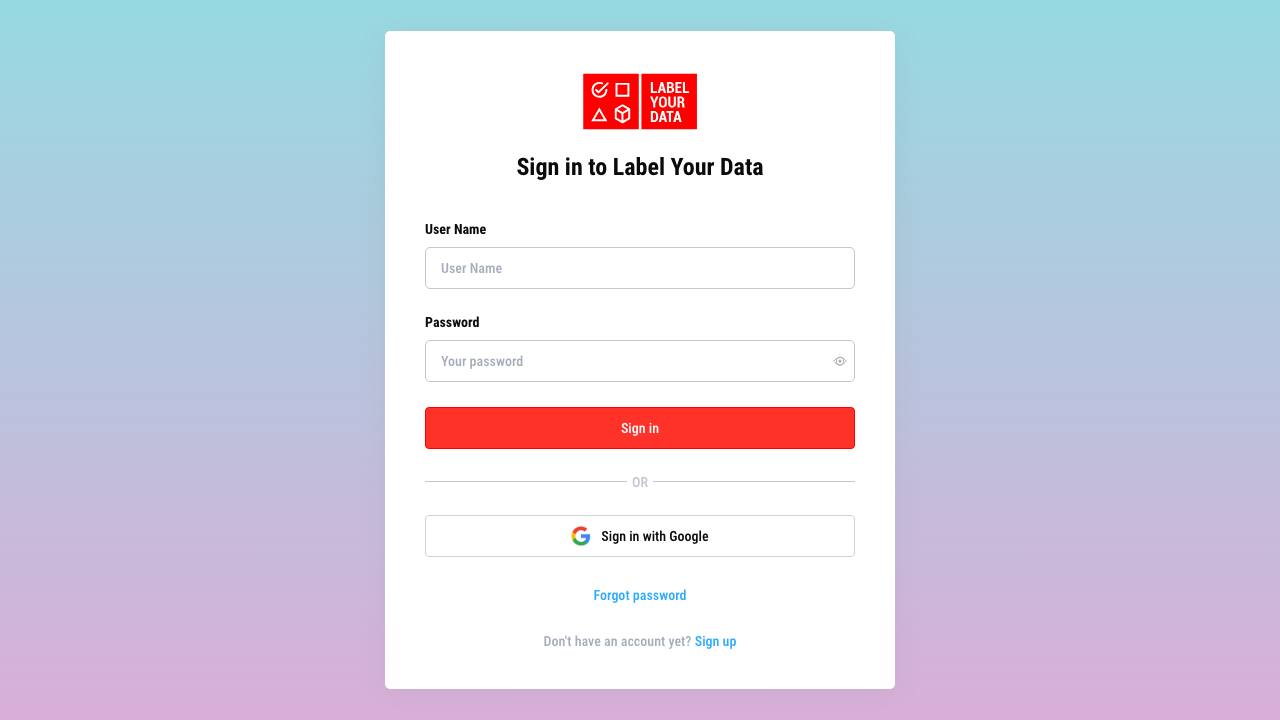 LABEL
YOUR
DATA
Sign in to Label Your Data
User Name
User Name
Password
Your password
Sign in
OR
Sign in with Google
Forgot password
Don't have an account yet? Sign up